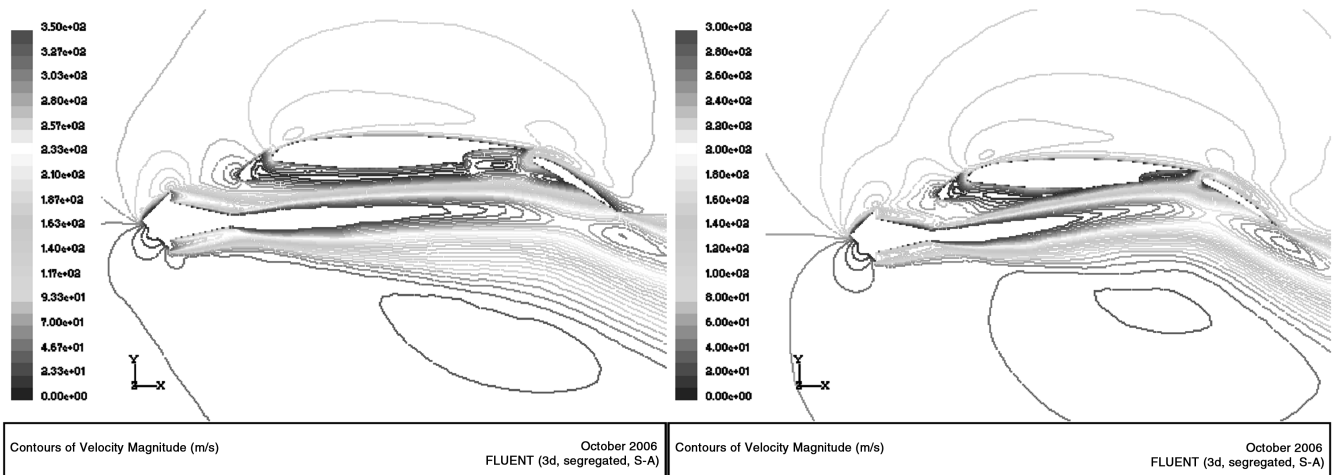 3.50e+02
3.27e+02
3.03e+02
2.80e+02
2.57e+02
2.33e+02
2.10e+02
1.87e+02
1.63e+02
1.40e+02
1.17e+02
9.33e+01
7.00e+01
4.67e+01
2.33e+01
0.00e+00
Y
Z X
Contours of Velocity Magnitude (m/s)
October 2006
FLUENT (3d, segregated, S-A)
3.00e+02
2.80e+02
2.60e+02
2.40e+02
2.20e+02
2.00e+02
1.80e+02
1.60e+02
1.40e+02
1.20e+02
1.00e+02
8.00e+01
6.00e+01
4.00e+01
2.00e+01
0.00e+00
Y
Z X
Contours of Velocity Magnitude (m/s)
October 2006
FLUENT (3d, segregated, S-A)